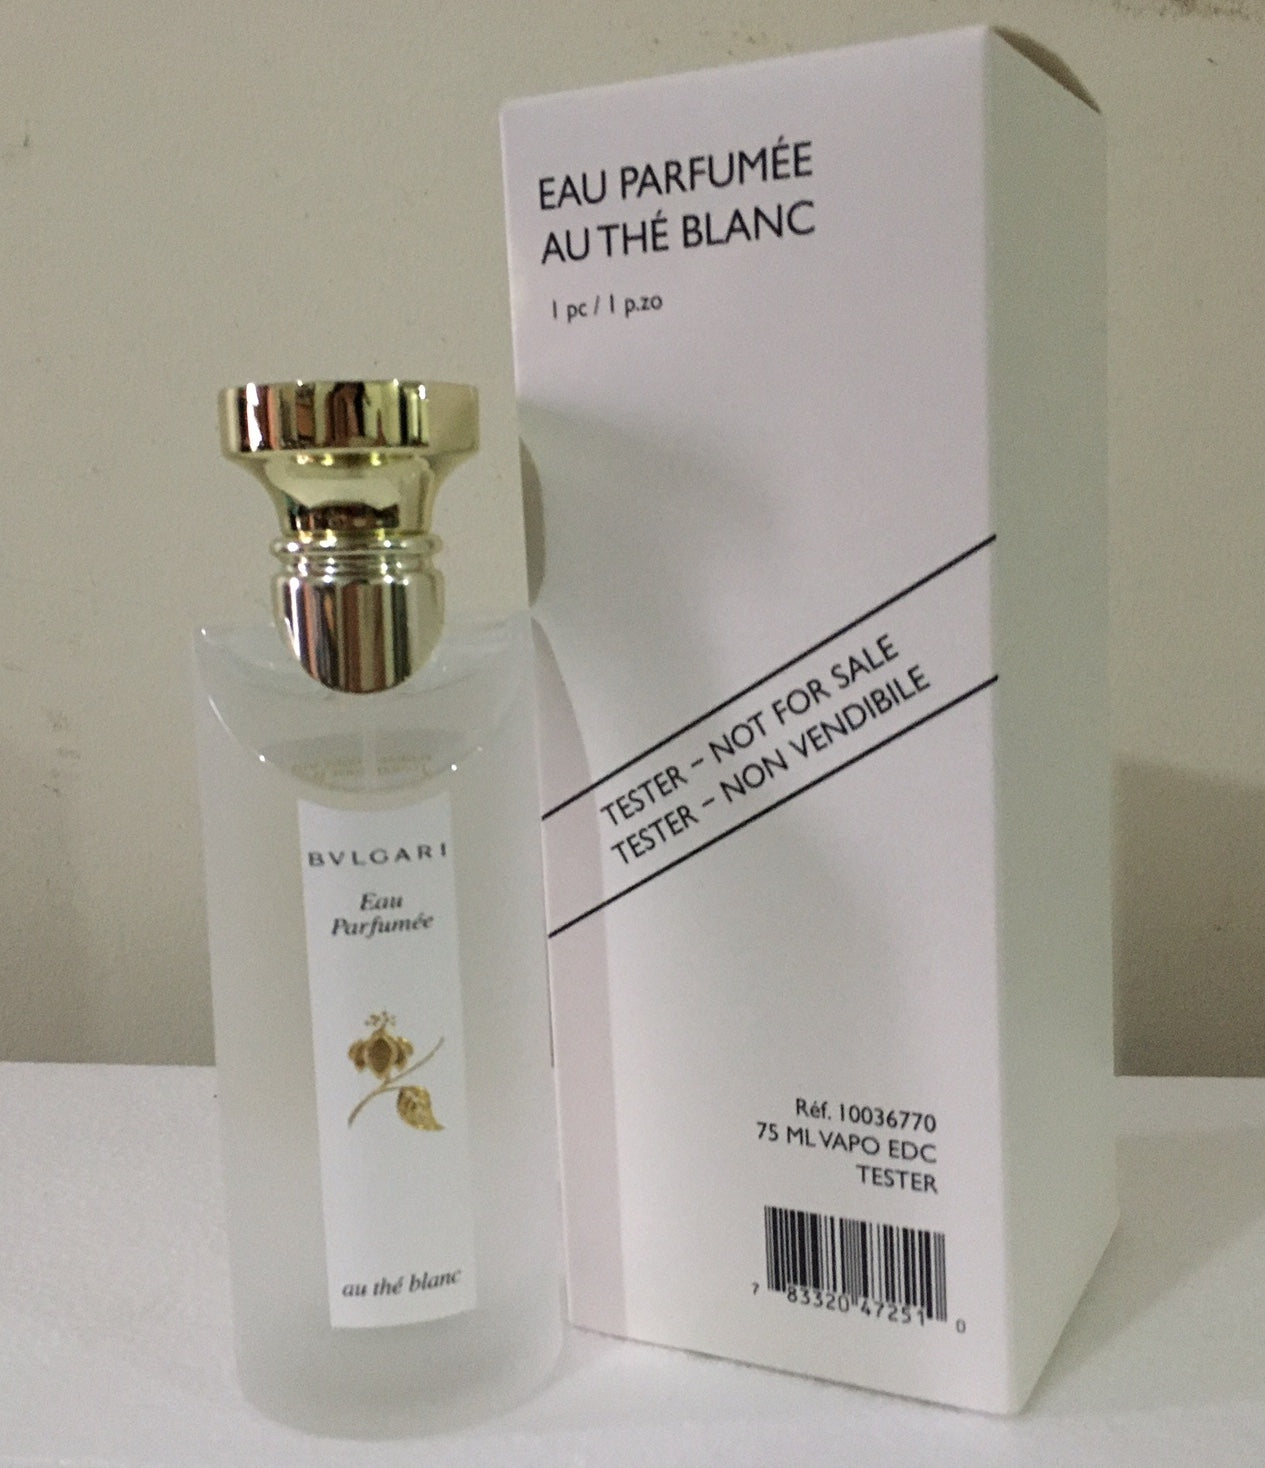 EAU PARFUMÉE
AU THÉ BLANC
1 pc / 1 p.zo
TESTER – NOT FOR SALE
TESTER – NON VENDIBILE
Réf. 10036770
75 ML VAPO EDC
TESTER
7 83320 47251 0
BVLGARI
Eau
Parfumée
au thé blanc